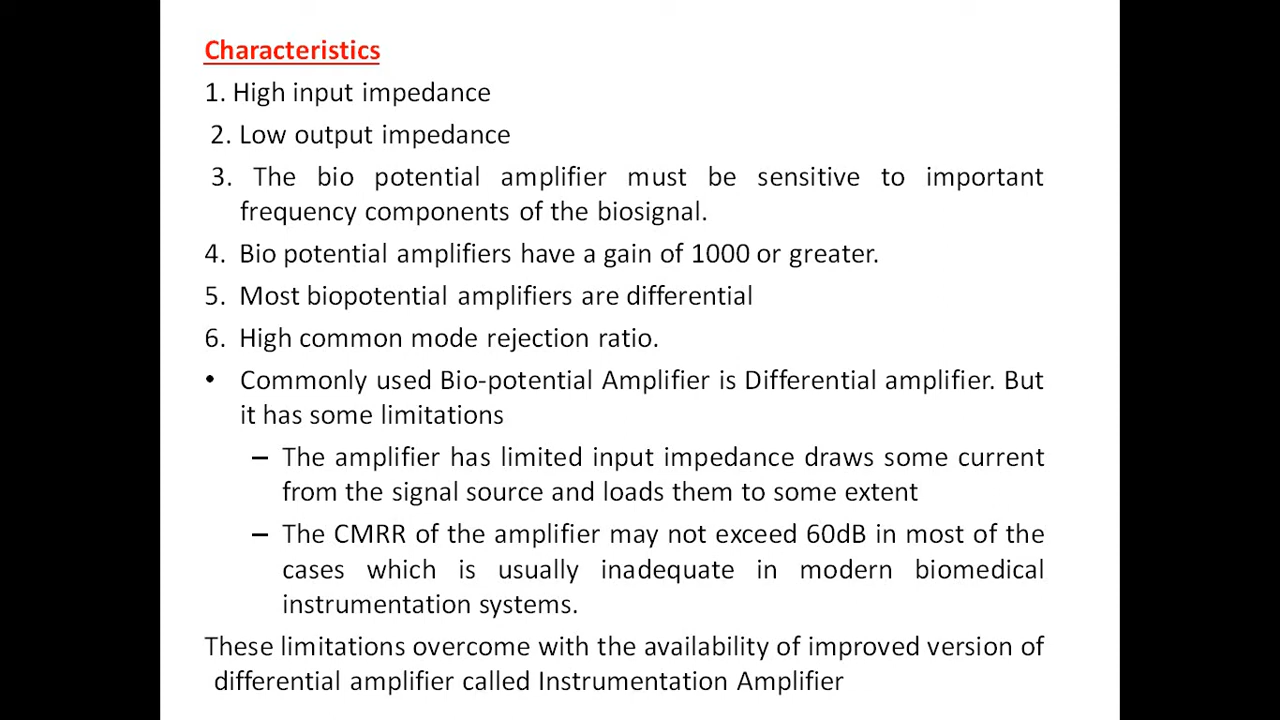 Characteristics
1. High input impedance
2. Low output impedance
3. The bio potential amplifier must be sensitive to important
frequency components of the biosignal.
4. Bio potential amplifiers have a gain of 1000 or greater.
5. Most biopotential amplifiers are differential
6. High common mode rejection ratio.
• Commonly used Bio-potential Amplifier is Differential amplifier. But
it has some limitations
– The amplifier has limited input impedance draws some current
from the signal source and loads them to some extent
– The CMRR of the amplifier may not exceed 60dB in most of the
cases which is usually inadequate in modern biomedical
instrumentation systems.
These limitations overcome with the availability of improved version of
differential amplifier called Instrumentation Amplifier